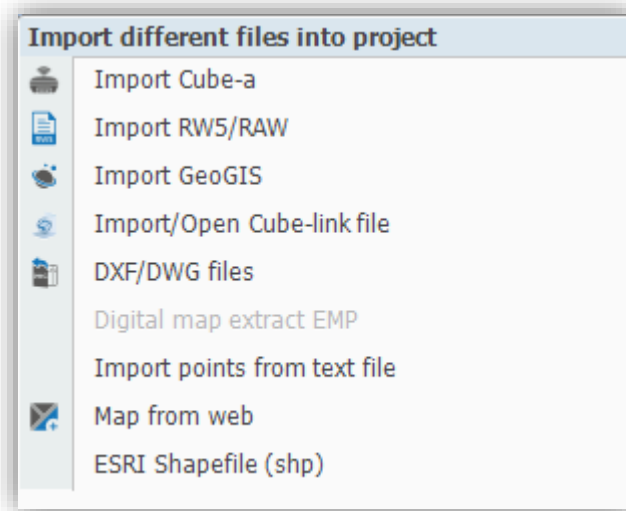 Import different files into project
Import Cube-a
Import RW5/RAW
Import GeoGIS
Import/Open Cube-link file
DXF/DWG files
Digital map extract EMP
Import points from text file
Map from web
ESRI Shapefile (shp)